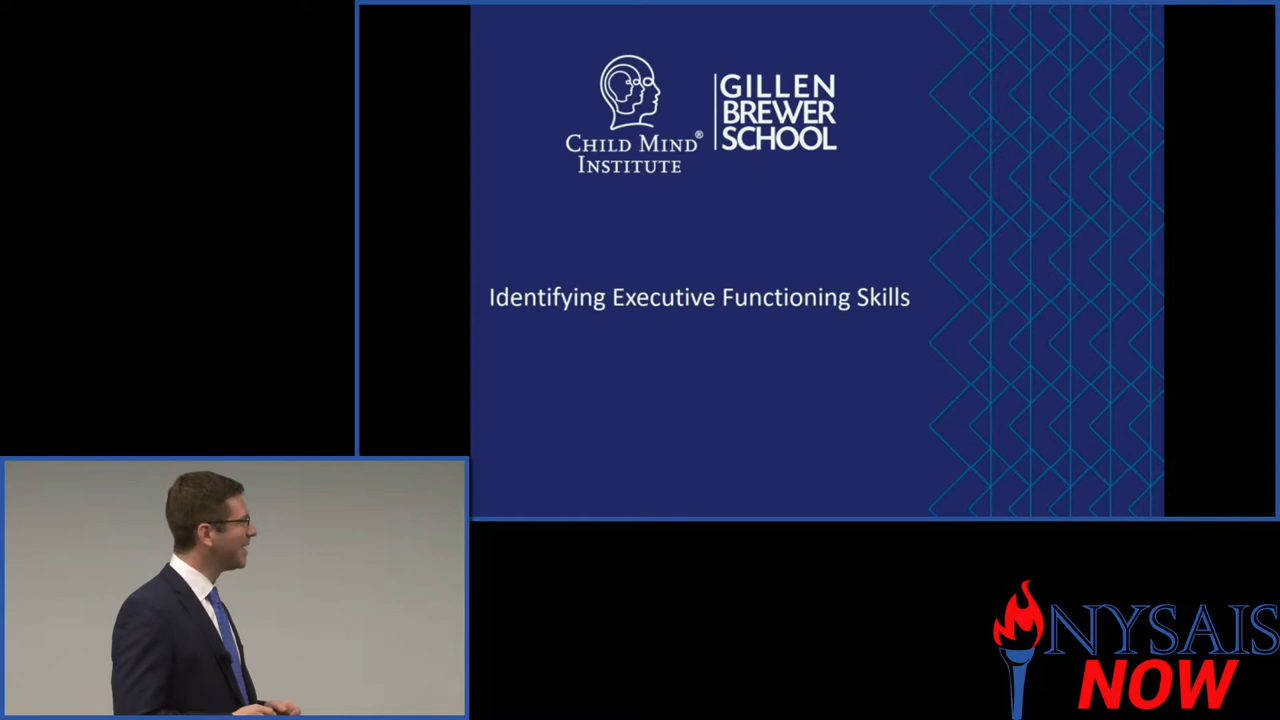 CHILD MIND®
INSTITUTE
GILLEN
BREWER
SCHOOL
Identifying Executive Functioning Skills
NYSAIS
NOW